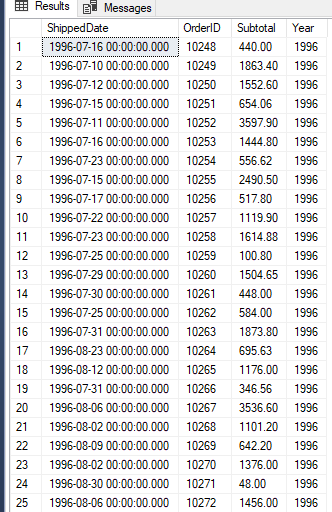 Results Messages
ShippedDate OrderID Subtotal Year
1 1996-07-16 00:00:00.000 10248 440.00 1996
2 1996-07-10 00:00:00.000 10249 1863.40 1996
3 1996-07-12 00:00:00.000 10250 1552.60 1996
4 1996-07-15 00:00:00.000 10251 654.06 1996
5 1996-07-11 00:00:00.000 10252 3597.90 1996
6 1996-07-16 00:00:00.000 10253 1444.80 1996
7 1996-07-23 00:00:00.000 10254 556.62 1996
8 1996-07-15 00:00:00.000 10255 2490.50 1996
9 1996-07-17 00:00:00.000 10256 517.80 1996
10 1996-07-22 00:00:00.000 10257 1119.90 1996
11 1996-07-23 00:00:00.000 10258 1614.88 1996
12 1996-07-25 00:00:00.000 10259 100.80 1996
13 1996-07-29 00:00:00.000 10260 1504.65 1996
14 1996-07-30 00:00:00.000 10261 448.00 1996
15 1996-07-25 00:00:00.000 10262 584.00 1996
16 1996-07-31 00:00:00.000 10263 1873.80 1996
17 1996-08-23 00:00:00.000 10264 695.63 1996
18 1996-08-12 00:00:00.000 10265 1176.00 1996
19 1996-07-31 00:00:00.000 10266 346.56 1996
20 1996-08-06 00:00:00.000 10267 3536.60 1996
21 1996-08-02 00:00:00.000 10268 1101.20 1996
22 1996-08-09 00:00:00.000 10269 642.20 1996
23 1996-08-02 00:00:00.000 10270 1376.00 1996
24 1996-08-30 00:00:00.000 10271 48.00 1996
25 1996-08-06 00:00:00.000 10272 1456.00 1996